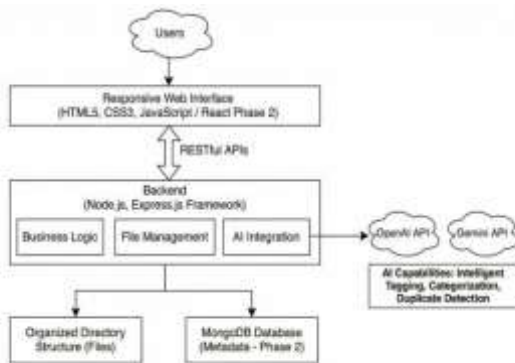 Users
Responsive Web Interface
(HTML5, CSS3, JavaScript / React Phase 2)
RESTful APIs
Backend
(Node.js, Express.js Framework)
Business Logic
File Management
AI Integration
OpenAI API
Gemini API
AI Capabilities: Intelligent
Tagging, Categorization,
Duplicate Detection
Organized Directory
Structure (Files)
MongoDB Database
(Metadata - Phase 2)